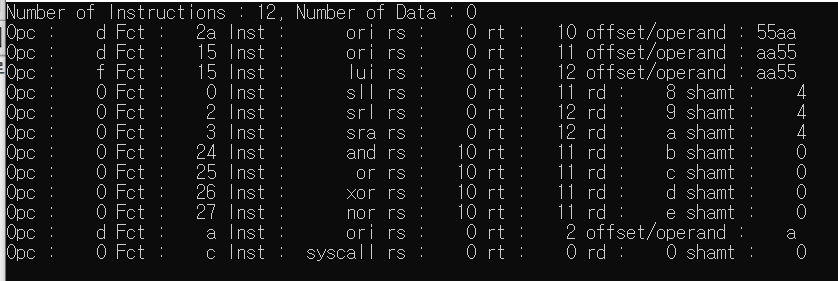 Number of Instructions : 12, Number of Data : 0
Opc :     d Fct :    2a Inst :      ori rs :     0 rt :    10 offset/operand : 55aa
Opc :     d Fct :    15 Inst :      ori rs :     0 rt :    11 offset/operand : aa55
Opc :     f Fct :    15 Inst :      lui rs :     0 rt :    12 offset/operand : aa55
Opc :     0 Fct :     0 Inst :      sll rs :     0 rt :    11 rd :     8 shamt :     4
Opc :     0 Fct :     2 Inst :      srl rs :     0 rt :    12 rd :     9 shamt :     4
Opc :     0 Fct :     3 Inst :      sra rs :     0 rt :    12 rd :     a shamt :     4
Opc :     0 Fct :    24 Inst :      and rs :    10 rt :    11 rd :     b shamt :     0
Opc :     0 Fct :    25 Inst :       or rs :    10 rt :    11 rd :     c shamt :     0
Opc :     0 Fct :    26 Inst :      xor rs :    10 rt :    11 rd :     d shamt :     0
Opc :     0 Fct :    27 Inst :      nor rs :    10 rt :    11 rd :     e shamt :     0
Opc :     d Fct :     a Inst :      ori rs :     0 rt :     2 offset/operand :    a
Opc :     0 Fct :     c Inst :  syscall rs :     0 rt :     0 rd :     0 shamt :     0